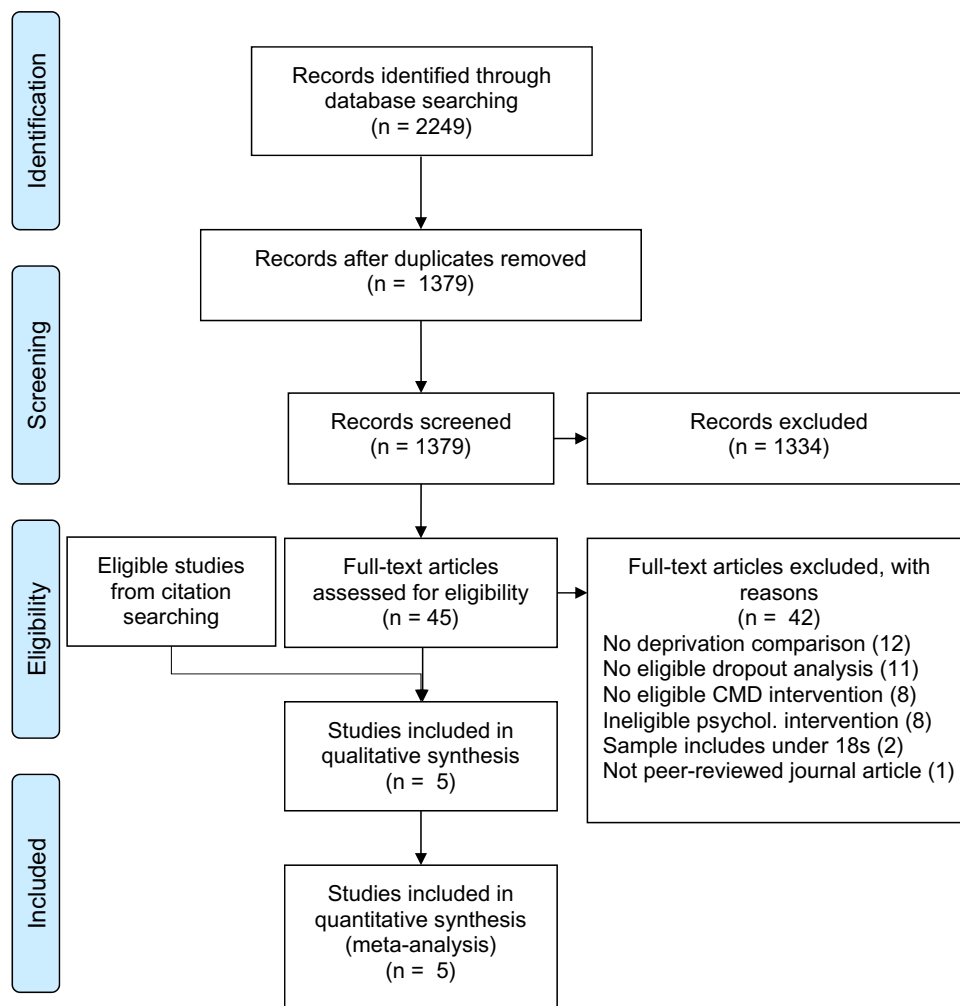 Identification
Records identified through
database searching
(n = 2249)
Records after duplicates removed
(n = 1379)
Screening
Records screened
(n = 1379)
Records excluded
(n = 1334)
Eligibility
Eligible studies
from citation
searching
Full-text articles
assessed for eligibility
(n = 45)
Full-text articles excluded, with
reasons
(n = 42)
No deprivation comparison (12)
No eligible dropout analysis (11)
No eligible CMD intervention (8)
Ineligible psychol. intervention (8)
Sample includes under 18s (2)
Not peer-reviewed journal article (1)
Studies included in
qualitative synthesis
(n = 5)
Included
Studies included in
quantitative synthesis
(meta-analysis)
(n = 5)